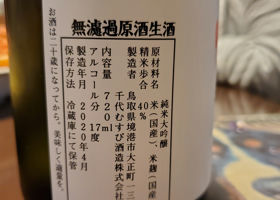 無濾過原酒生酒
純米大吟醸
原材料名 米(国産)、米麹(国産
精米歩合 40%
製造者 鳥取県境港市大正町一三
千代むすび酒造株式会社
内容量 720ml
アルコール分 17度
製造年月 2020年4月
保存方法 冷蔵庫にて保管
お酒は二十歳になってから。美味しく適量を。